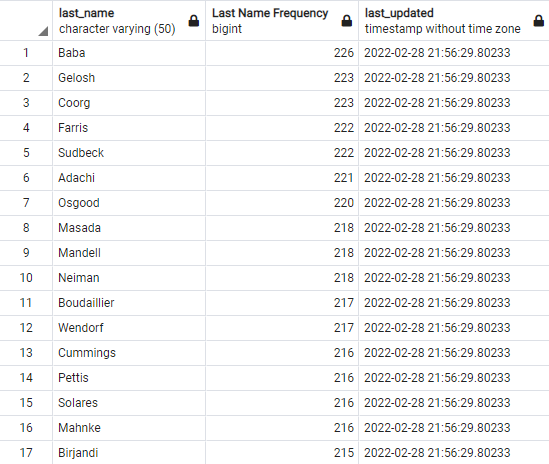 last_name Last Name Frequency last_updated
character varying (50) bigint timestamp without time zone
1 Baba 226 2022-02-28 21:56:29.80233
2 Gelosh 223 2022-02-28 21:56:29.80233
3 Coorg 223 2022-02-28 21:56:29.80233
4 Farris 222 2022-02-28 21:56:29.80233
5 Sudbeck 222 2022-02-28 21:56:29.80233
6 Adachi 221 2022-02-28 21:56:29.80233
7 Osgood 220 2022-02-28 21:56:29.80233
8 Masada 218 2022-02-28 21:56:29.80233
9 Mandell 218 2022-02-28 21:56:29.80233
10 Neiman 218 2022-02-28 21:56:29.80233
11 Boudaillier 217 2022-02-28 21:56:29.80233
12 Wendorf 217 2022-02-28 21:56:29.80233
13 Cummings 216 2022-02-28 21:56:29.80233
14 Pettis 216 2022-02-28 21:56:29.80233
15 Solares 216 2022-02-28 21:56:29.80233
16 Mahnke 216 2022-02-28 21:56:29.80233
17 Birjandi 215 2022-02-28 21:56:29.80233